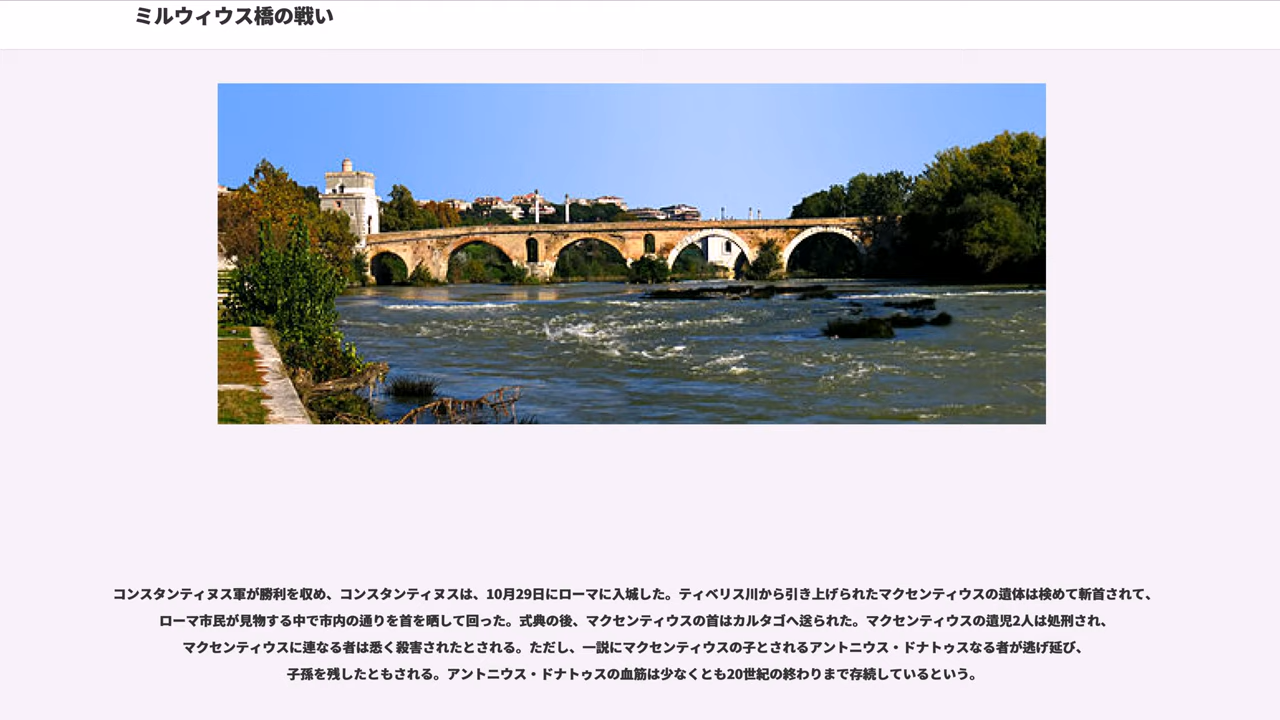 ミルウィウス橋の戦い
コンスタンティヌス軍が勝利を収め、コンスタンティヌスは、10月29日にローマに入城した。ティベリス川から引き上げられたマクセンティウスの遺体は検めて斬首されて、
ローマ市民が見物する中で市内の通りを首を晒して回った。式典の後、マクセンティウスの首はカルタゴへ送られた。マクセンティウスの遺児2人は処刑され、
マクセンティウスに連なる者は悉く殺害されたとされる。ただし、一説にマクセンティウスの子とされるアントニウス・ドナトゥスなる者が逃げ延び、
子孫を残したともされる。アントニウス・ドナトゥスの血筋は少なくとも20世紀の終わりまで存続しているという。